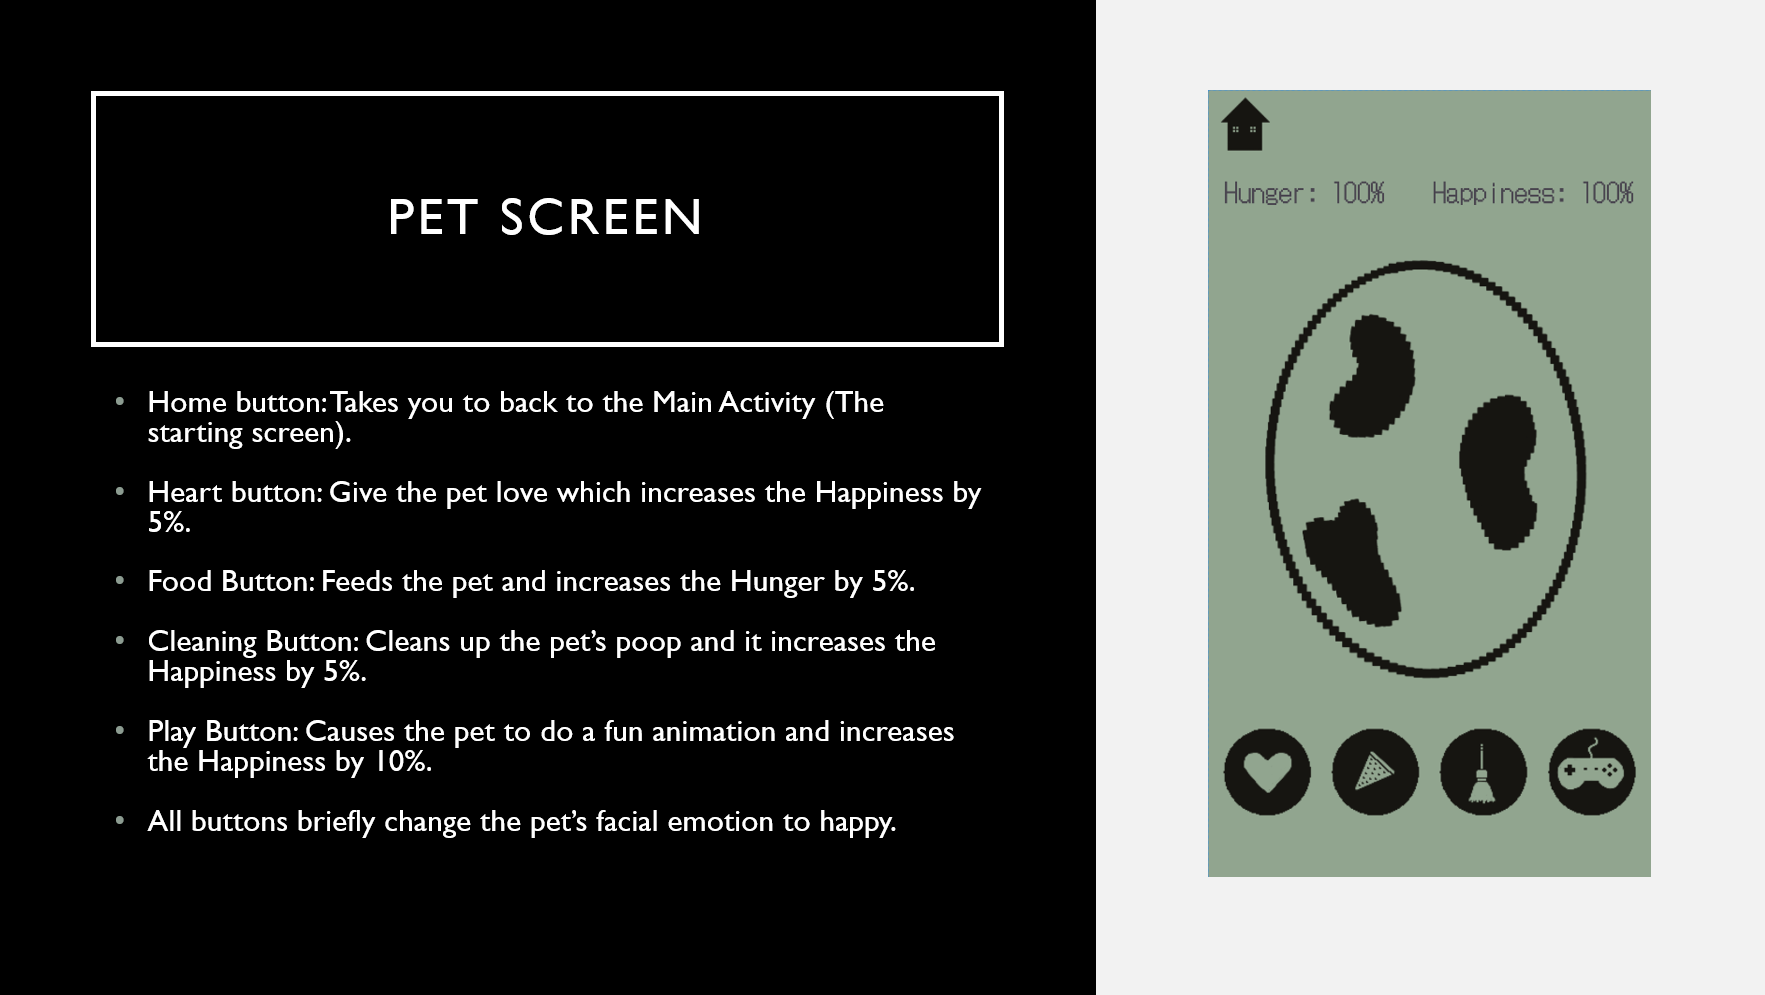 PET SCREEN
• Home button: Takes you to back to the Main Activity (The
starting screen).
• Heart button: Give the pet love which increases the Happiness by
5%.
• Food Button: Feeds the pet and increases the Hunger by 5%.
• Cleaning Button: Cleans up the pet’s poop and it increases the
Happiness by 5%.
• Play Button: Causes the pet to do a fun animation and increases
the Happiness by 10%.
• All buttons briefly change the pet’s facial emotion to happy.
Hunger: 100% Happiness: 100%